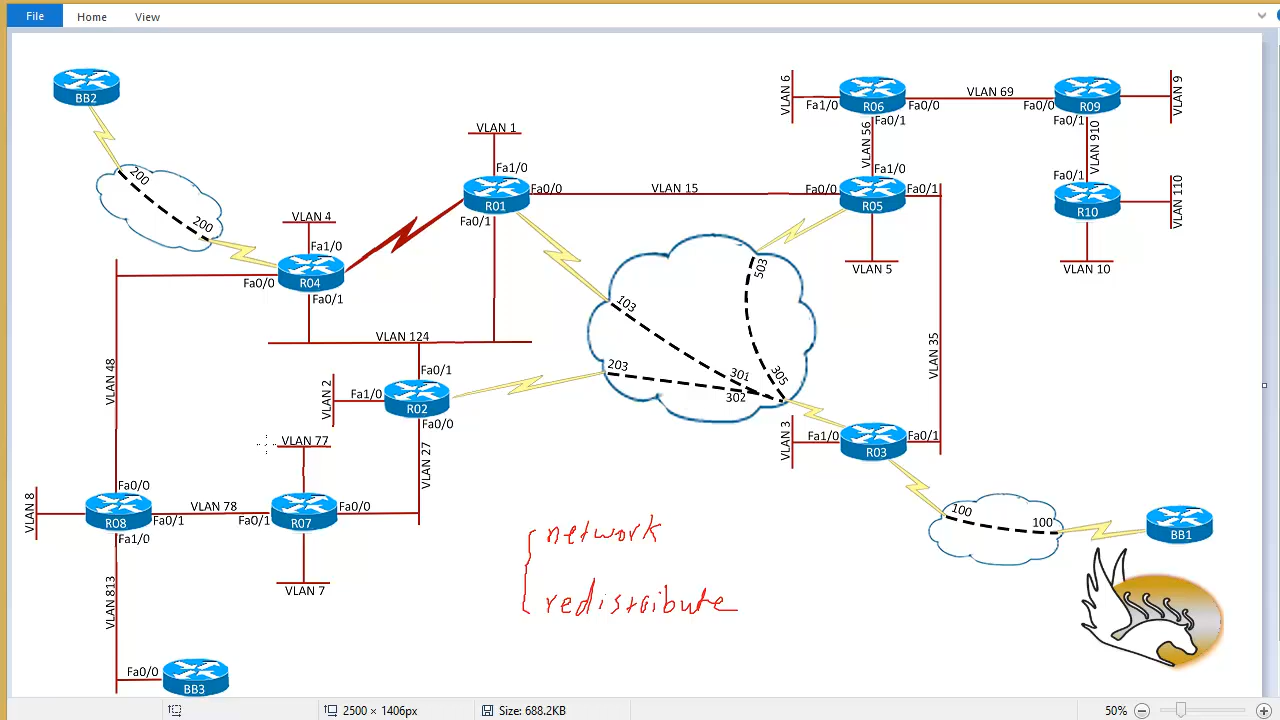 File
Home
View
BB2
200
200
VLAN 4
Fa1/0
Fa0/0
R04
Fa0/1
VLAN 1
Fa1/0
Fa0/0
R01
Fa0/1
VLAN 15
VLAN 6
Fa1/0
R06
Fa0/0
Fa0/1
VLAN 69
Fa0/0
R09
Fa0/1
VLAN 9
VLAN 56
Fa1/0
Fa0/0
R05
Fa0/1
VLAN 5
VLAN 910
Fa0/1
R10
VLAN 110
VLAN 10
503
103
203
301
302
305
VLAN 35
VLAN 124
Fa0/1
VLAN 2
Fa1/0
R02
Fa0/0
VLAN 48
VLAN 27
VLAN 3
Fa1/0
R03
Fa0/1
VLAN 77
Fa0/0
VLAN 8
R08
Fa0/1
Fa1/0
VLAN 78
Fa0/1
R07
Fa0/0
VLAN 7
100
100
BB1
network
redistribute
VLAN 813
Fa0/0
BB3
2500 × 1406px
Size: 688.2KB
50%